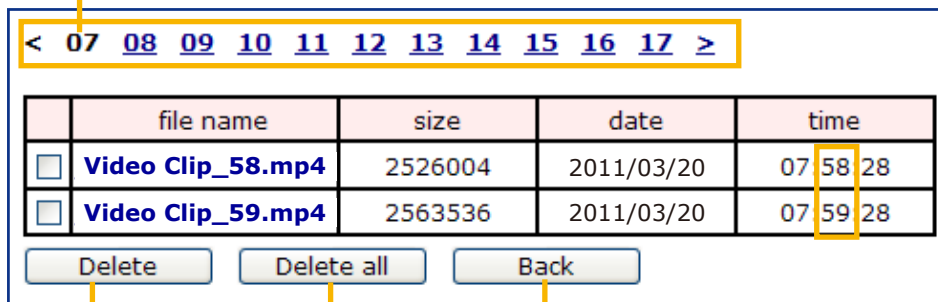 < 07 08 09 10 11 12 13 14 15 16 17 >
file name size date time
Video Clip_58.mp4 2526004 2011/03/20 07:58:28
Video Clip_59.mp4 2563536 2011/03/20 07:59:28
Delete Delete all Back